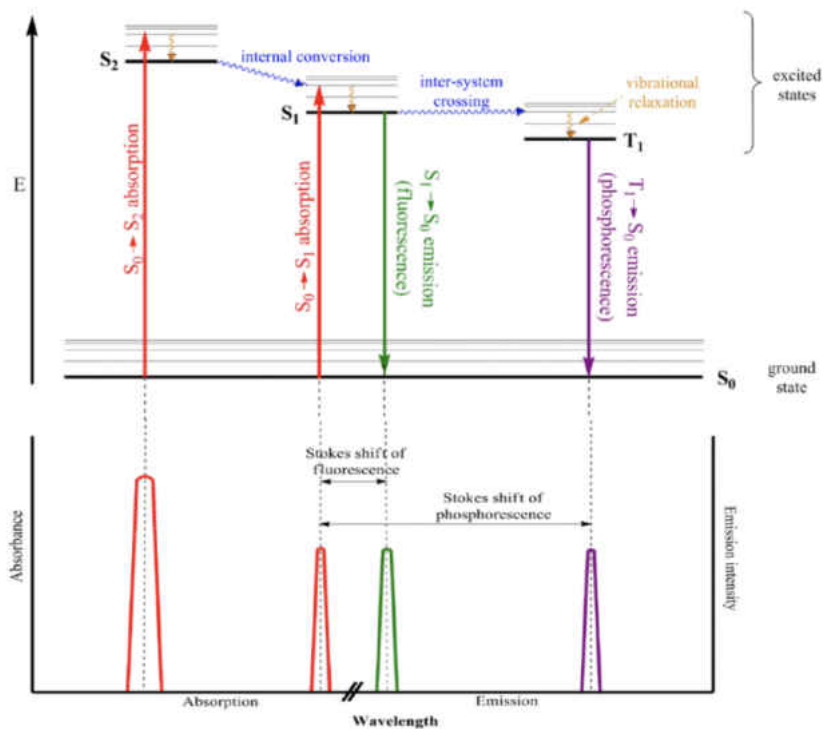 S2
internal conversion
S1
inter-system
crossing
vibrational
relaxation
T1
excited
states
E
S0 → S2 absorption
S0 → S1 absorption
S1 → S0 emission
(fluorescence)
T1 → S0 emission
(phosphorescence)
S0
ground
state
Stokes shift of
fluorescence
Stokes shift of
phosphorescence
Absorbance
Emission intensity
Absorption
Emission
Wavelength